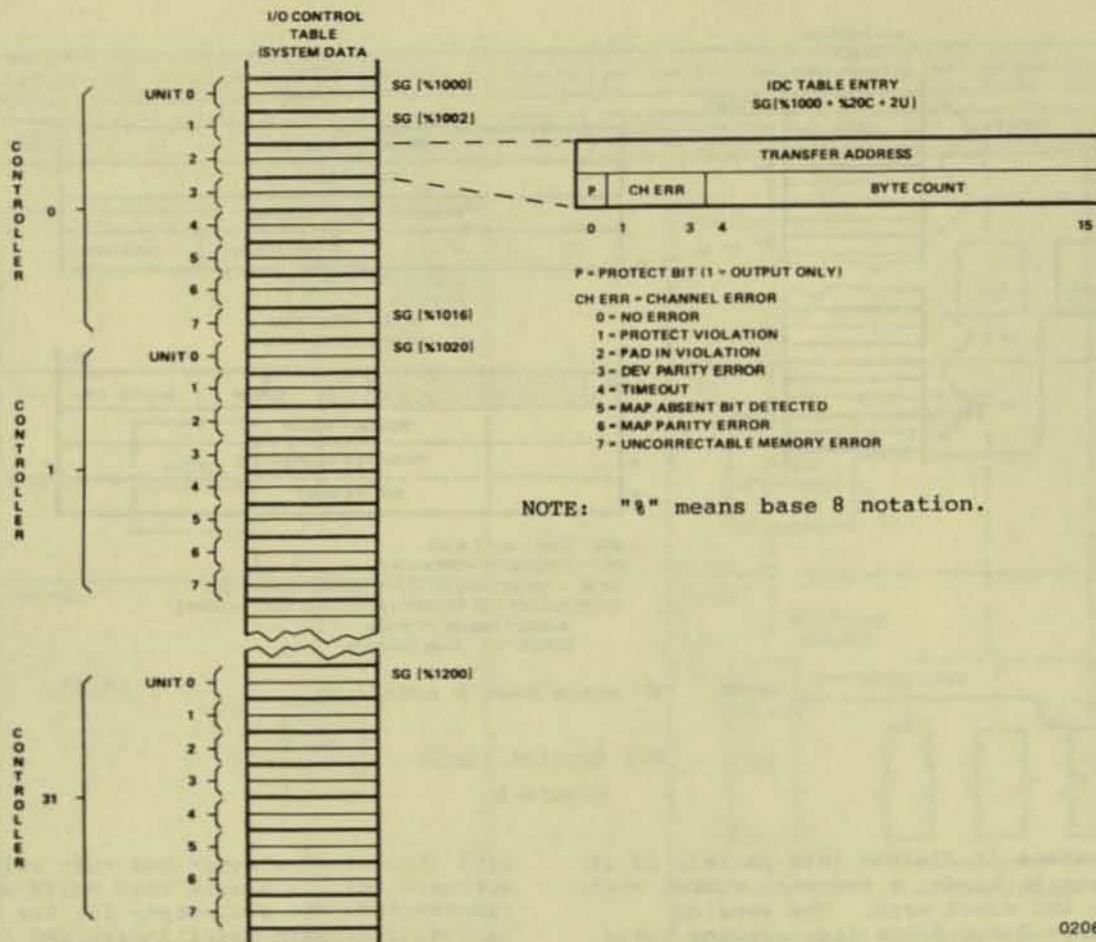 I/O CONTROL
TABLE
(SYSTEM DATA
CONTROLLER
0
UNIT 0
1
2
3
4
5
6
7
SG [%1000]
SG [%1002]
SG [%1016]
IDC TABLE ENTRY
SG[%1000 + %20C + 2U]
TRANSFER ADDRESS
P CH ERR BYTE COUNT
0 1 3 4 15
P = PROTECT BIT (1 = OUTPUT ONLY)
CH ERR = CHANNEL ERROR
0 = NO ERROR
1 = PROTECT VIOLATION
2 = PAD IN VIOLATION
3 = DEV PARITY ERROR
4 = TIMEOUT
5 = MAP ABSENT BIT DETECTED
6 = MAP PARITY ERROR
7 = UNCORRECTABLE MEMORY ERROR
NOTE: "%" means base 8 notation.
CONTROLLER
1
UNIT 0
1
2
3
4
5
6
7
SG [%1020]
CONTROLLER
31
UNIT 0
1
2
3
4
5
6
7
SG [%1200]
0206